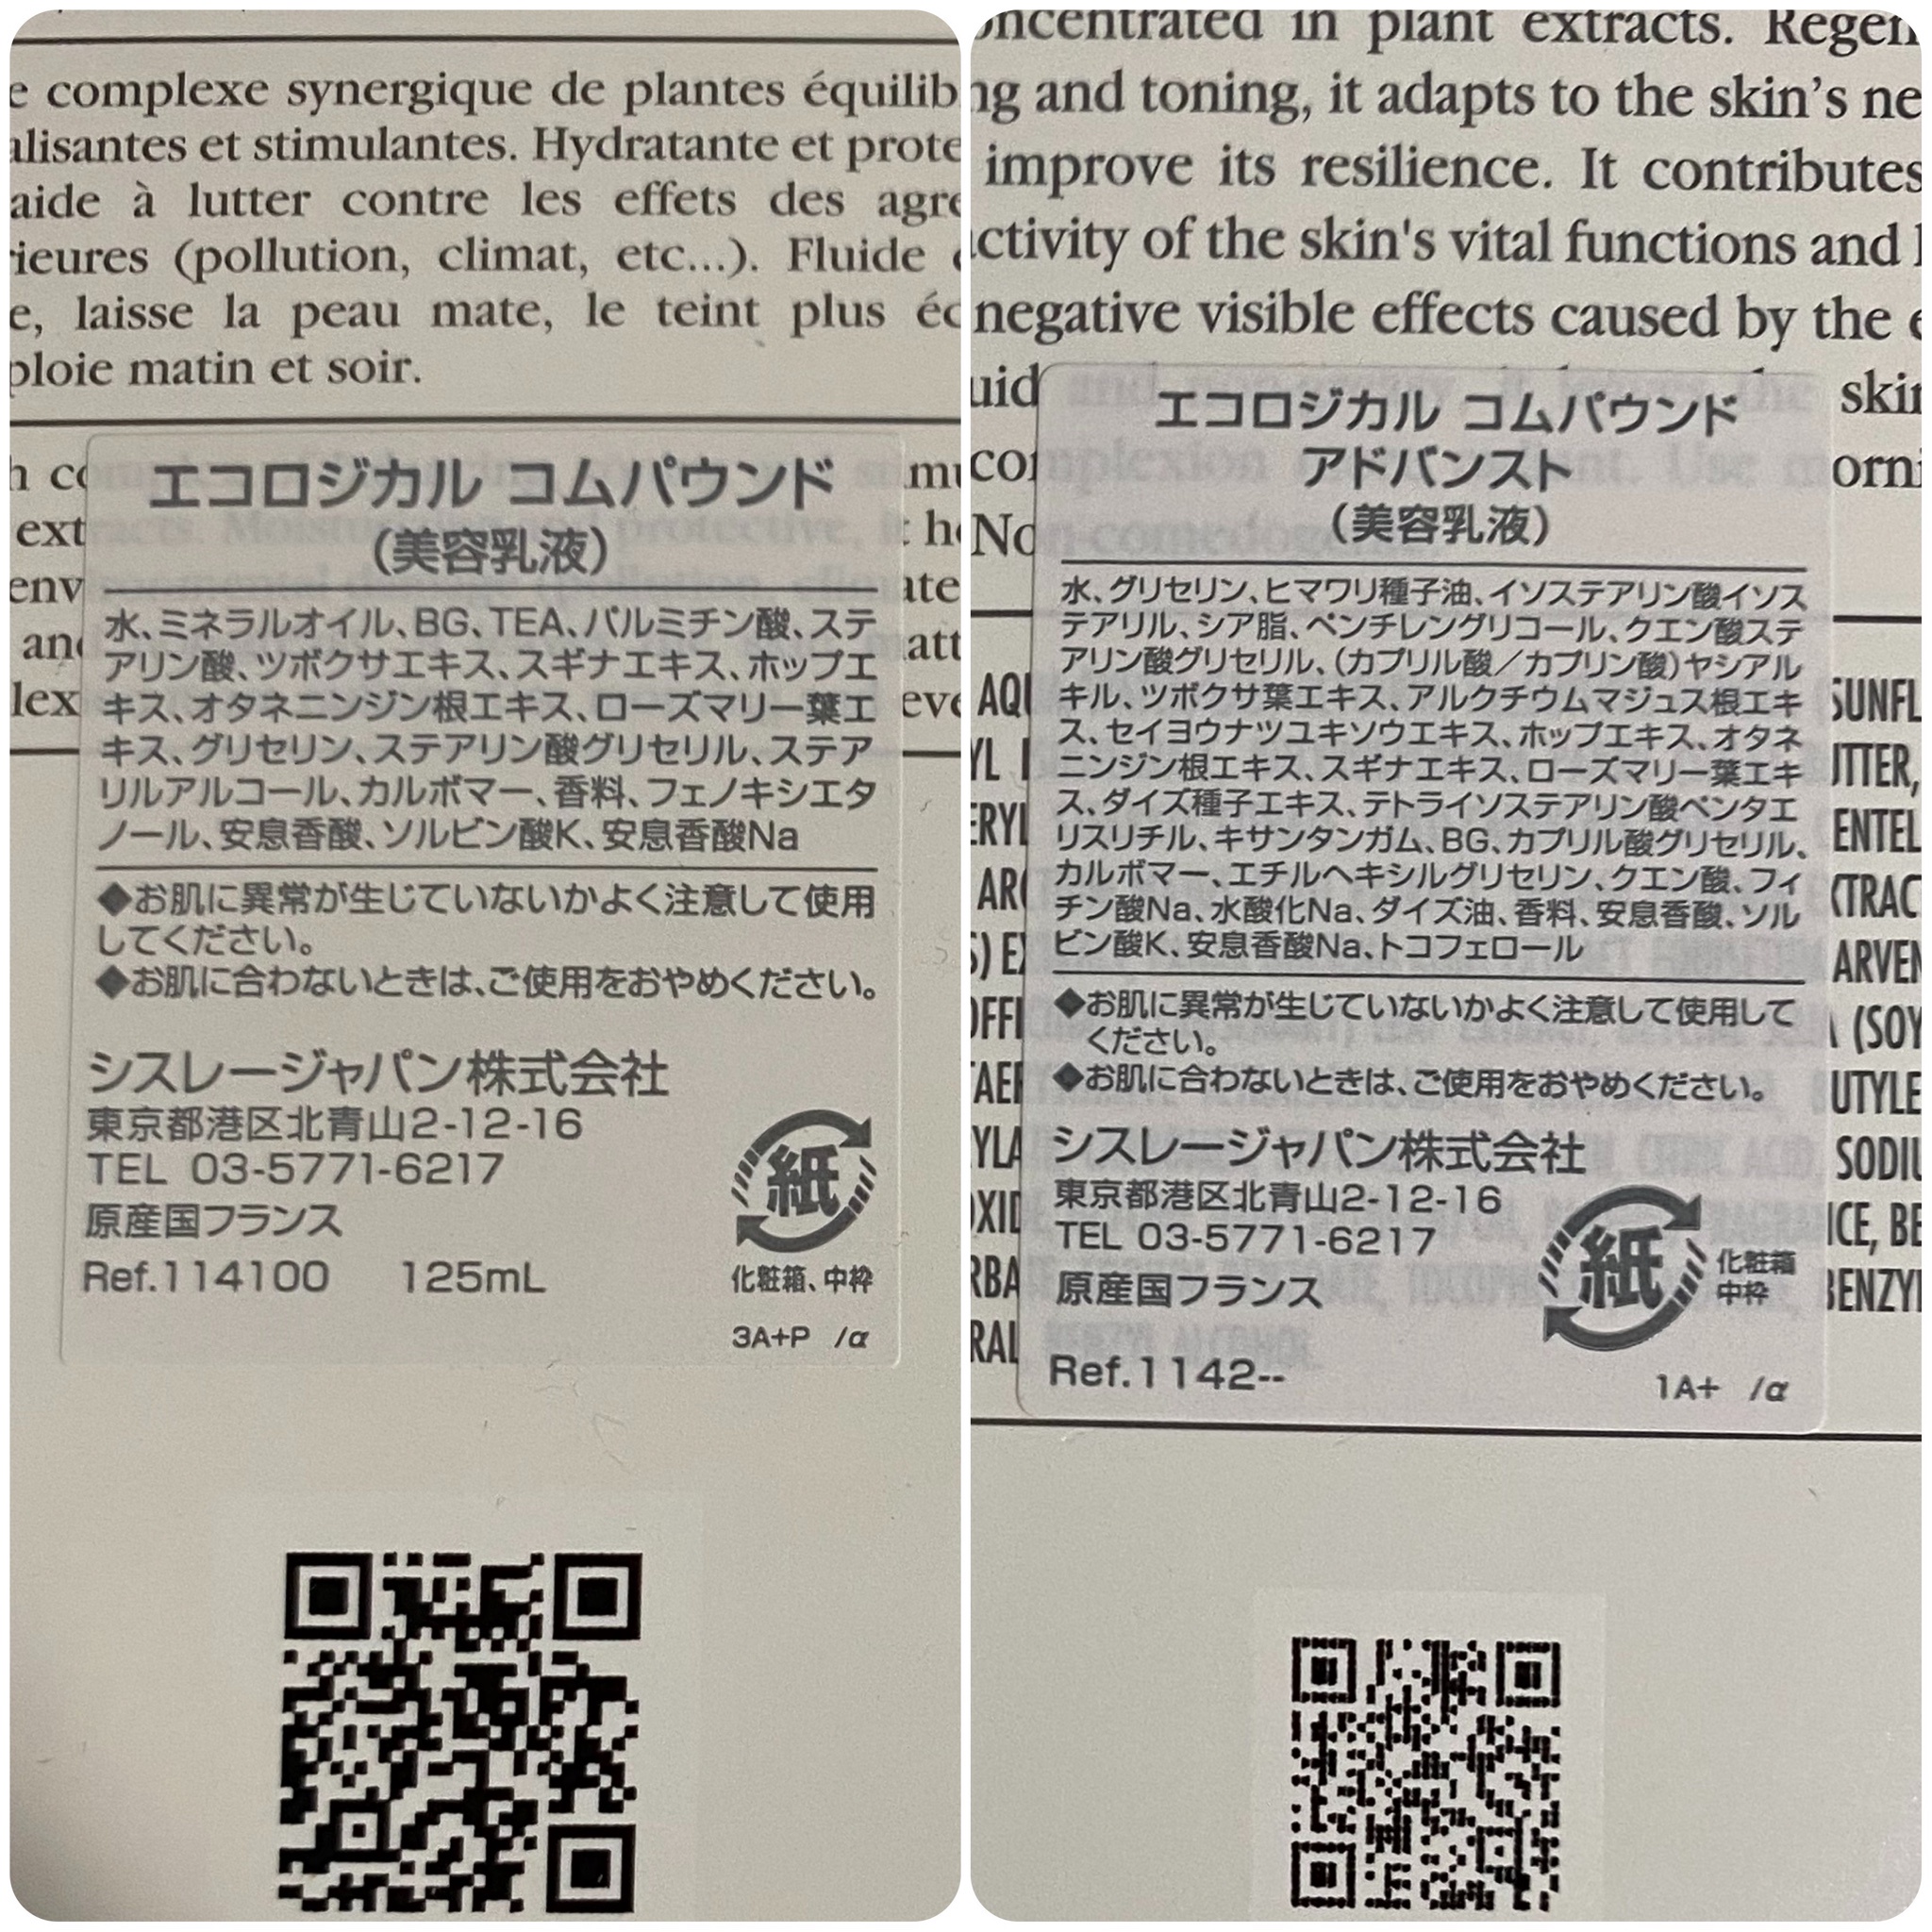 e complexe synergique de plantes équilib
alisantes et stimulantes. Hydratante et prote
aide à lutter contre les effets des agre
rieures (pollution, climat, etc...). Fluide
e, laisse la peau mate, le teint plus éc
ploie matin et soir.
エコロジカル コムパウンド
(美容乳液)
水、ミネラルオイル、BG、TEA、パルミチン酸、ステ
アリン酸、ツボクサエキス、スギナエキス、ホップエ
キス、オタネニンジン根エキス、ローズマリー葉エ
キス、グリセリン、ステアリン酸グリセリル、ステア
リルアルコール、カルボマー、香料、フェノキシエタ
ノール、安息香酸、ソルビン酸K、安息香酸Na
◆お肌に異常が生じていないかよく注意して使用
してください。
◆お肌に合わないときは、ご使用をおやめください。
シスレージャパン株式会社
東京都港区北青山2-12-16
TEL 03-5771-6217
原産国フランス
Ref.114100 125mL
紙
化粧箱、中枠
3A+P /α
oncentrated in plant extracts. Regen
ng and toning, it adapts to the skin's ne
improve its resilience. It contributes
activity of the skin's vital functions and
negative visible effects caused by the e
uid and skin
complexion Use morni
Non-comedogenic
エコロジカル コムパウンド
アドバンスト
(美容乳液)
水、グリセリン、ヒマワリ種子油、イソステアリン酸イソス
テアリル、シア脂、ペンチレングリコール、クエン酸ステ
アリン酸グリセリル、(カプリル酸/カプリン酸)ヤシアル
キル、ツボクサ葉エキス、アルクチウムマジュス根エキ
ス、セイヨウナツユキソウエキス、ホップエキス、オタネ
ニンジン根エキス、スギナエキス、ローズマリー葉エキ
ス、ダイズ種子エキス、テトライソステアリン酸ペンタエ
リスリチル、キサンタンガム、BG、カプリル酸グリセリル、
カルボマー、エチルヘキシルグリセリン、クエン酸、フィ
チン酸Na、水酸化Na、ダイズ油、香料、安息香酸、ソル
ビン酸K、安息香酸Na、トコフェロール
◆お肌に異常が生じていないかよく注意して使用して
ください。
◆お肌に合わないときは、ご使用をおやめください。
シスレージャパン株式会社
東京都港区北青山2-12-16
TEL 03-5771-6217
原産国フランス
紙
化粧箱
中枠
Ref.1142--
1A+ /α